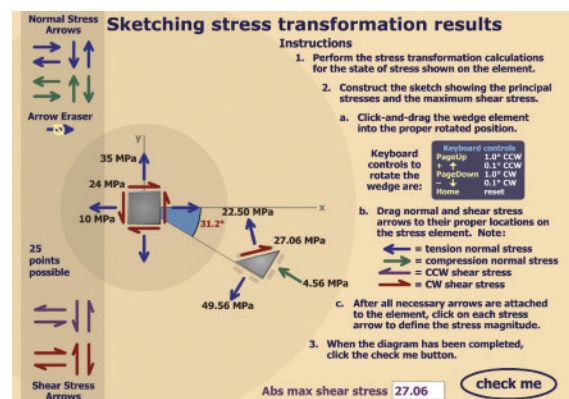 Normal Stress
Arrows
Sketching stress transformation results
Instructions
1. Perform the stress transformation calculations
for the state of stress shown on the element.
2. Construct the sketch showing the principal
stresses and the maximum shear stress.
a. Click-and-drag the wedge element
into the proper rotated position.
Keyboard
controls to
rotate the
wedge are:
Keyboard controls
PageUp 1.0° CCW
+ ↑ 0.1° CCW
PageDown 1.0° CW
− ↓ 0.1° CW
Home reset
b. Drag normal and shear stress
arrows to their proper locations on
the stress element. Note:
= tension normal stress
= compression normal stress
= CCW shear stress
= CW shear stress
c. After all necessary arrows are attached
to the element, click on each stress
arrow to define the stress magnitude.
3. When the diagram has been completed,
click the check me button.
Arrow Eraser
y
35 MPa
24 MPa
10 MPa
x
31.2°
22.50 MPa
27.06 MPa
4.56 MPa
49.56 MPa
25
points
possible
Shear Stress
Arrows
Abs max shear stress 27.06
check me